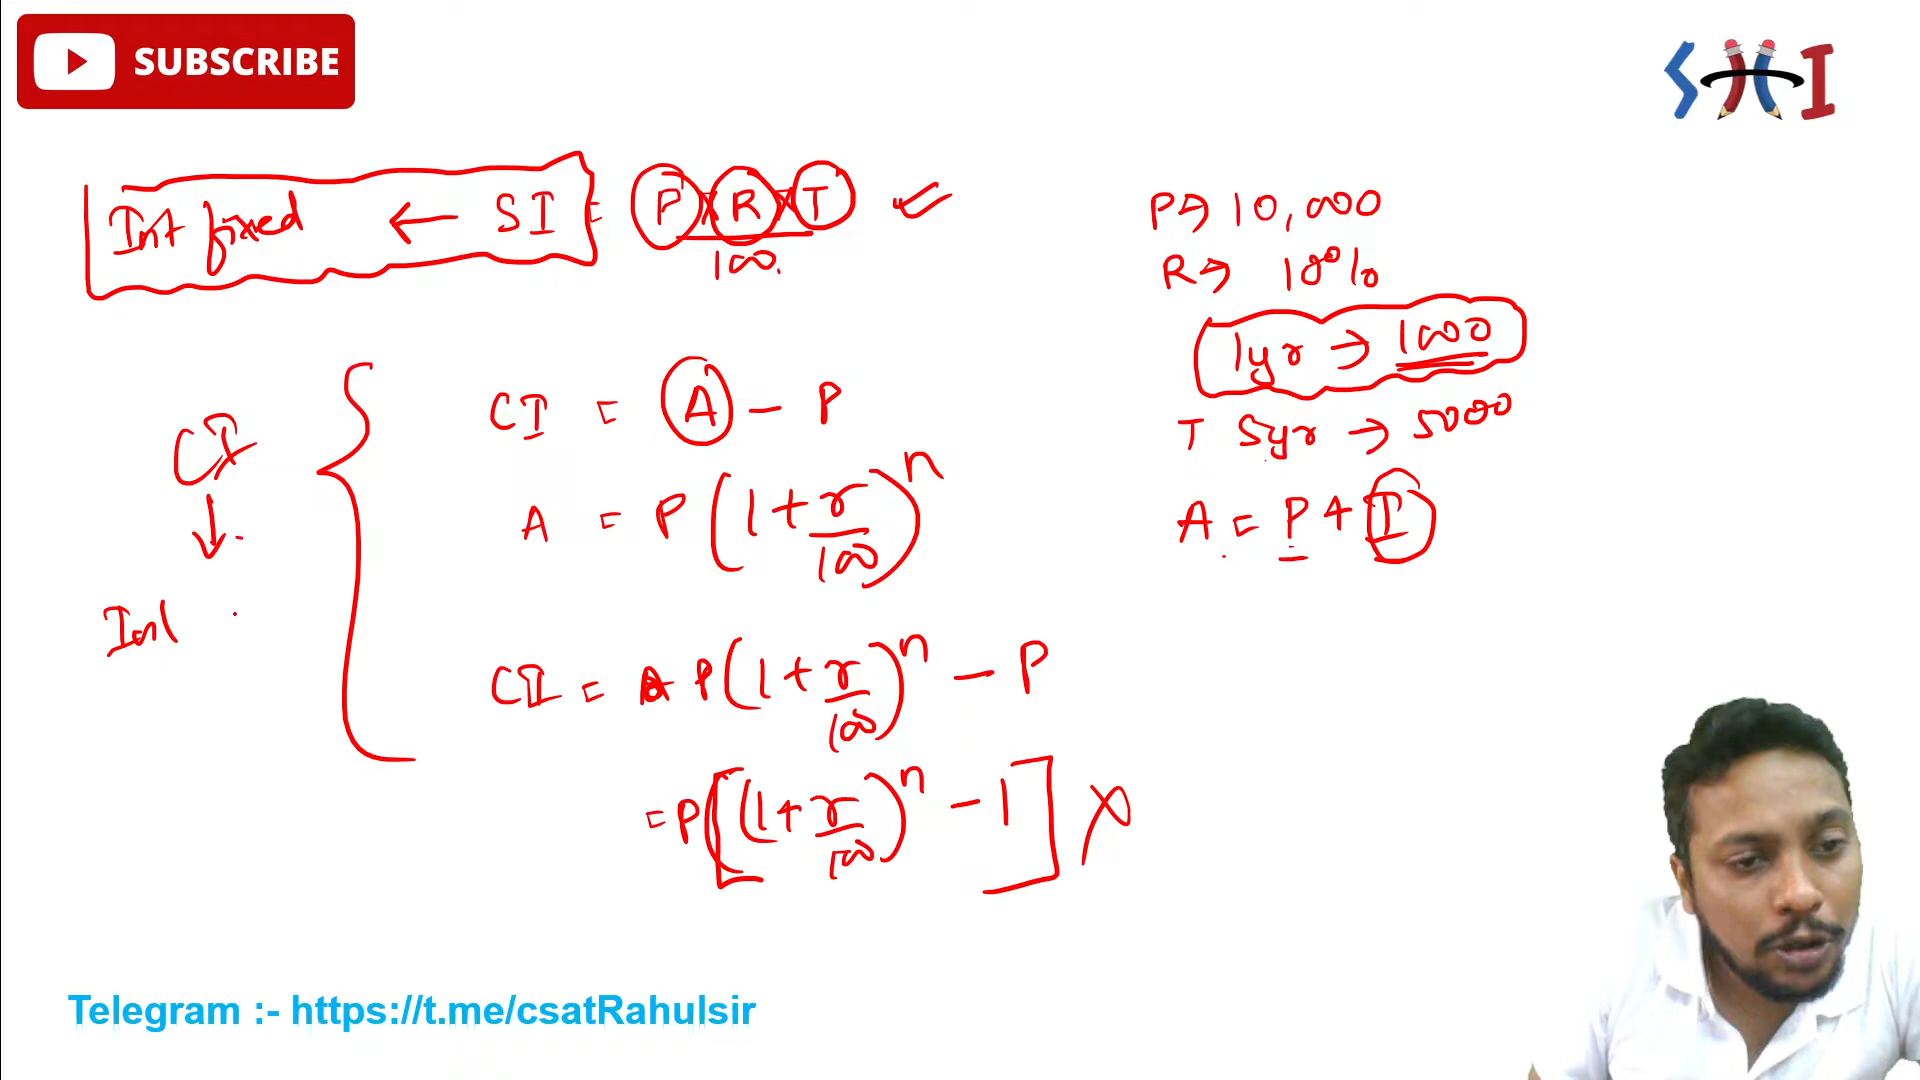 SUBSCRIBE
SHI
Int fixed ← SI = P×R×T / 100 ✓
P → 10,000
R → 10%
1yr → 1000
T 5yr → 5000
A = P + I
CI
↓
CI = A - P
A = P(1 + r/100)^n
CI = P(1 + r/100)^n - P
= P[(1 + r/100)^n - 1]
Telegram :- https://t.me/csatRahulsir